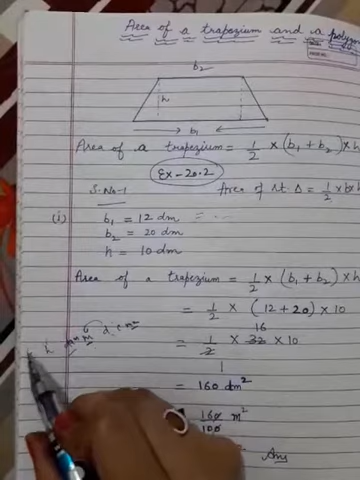 Area of a trapezium and a polygon
b₂
h
b₁
Area of a trapezium = 1/2 × (b₁ + b₂) × h
Ex-20.2
S.No-1 Area of rt. Δ = 1/2 × b × h
(i) b₁ = 12 dm
b₂ = 20 dm
h = 10 dm
Area of a trapezium = 1/2 × (b₁ + b₂) × h
= 1/2 × (12 + 20) × 10
16
= 1/2 × 32 × 10
1
= 160 dm²
160/100 m²
Ans